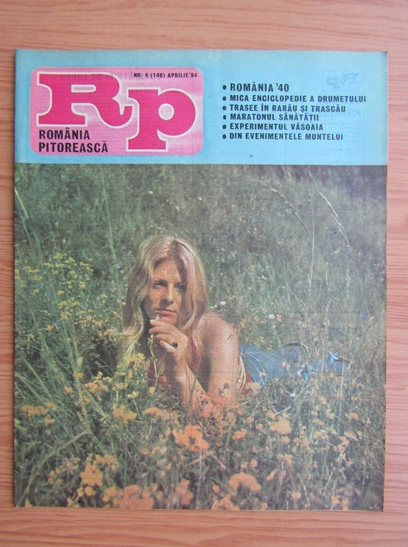 NR. 4 (148) APRILIE '84
Rp
ROMÂNIA
PITOREASCĂ
• ROMÂNIA '40
• MICA ENCICLOPEDIE A DRUMEȚULUI
• TRASEE ÎN RARĂU ȘI TRASCĂU
• MARATONUL SĂNĂTĂȚII
• EXPERIMENTUL VĂSOAIA
• DIN EVENIMENTELE MUNTELUI